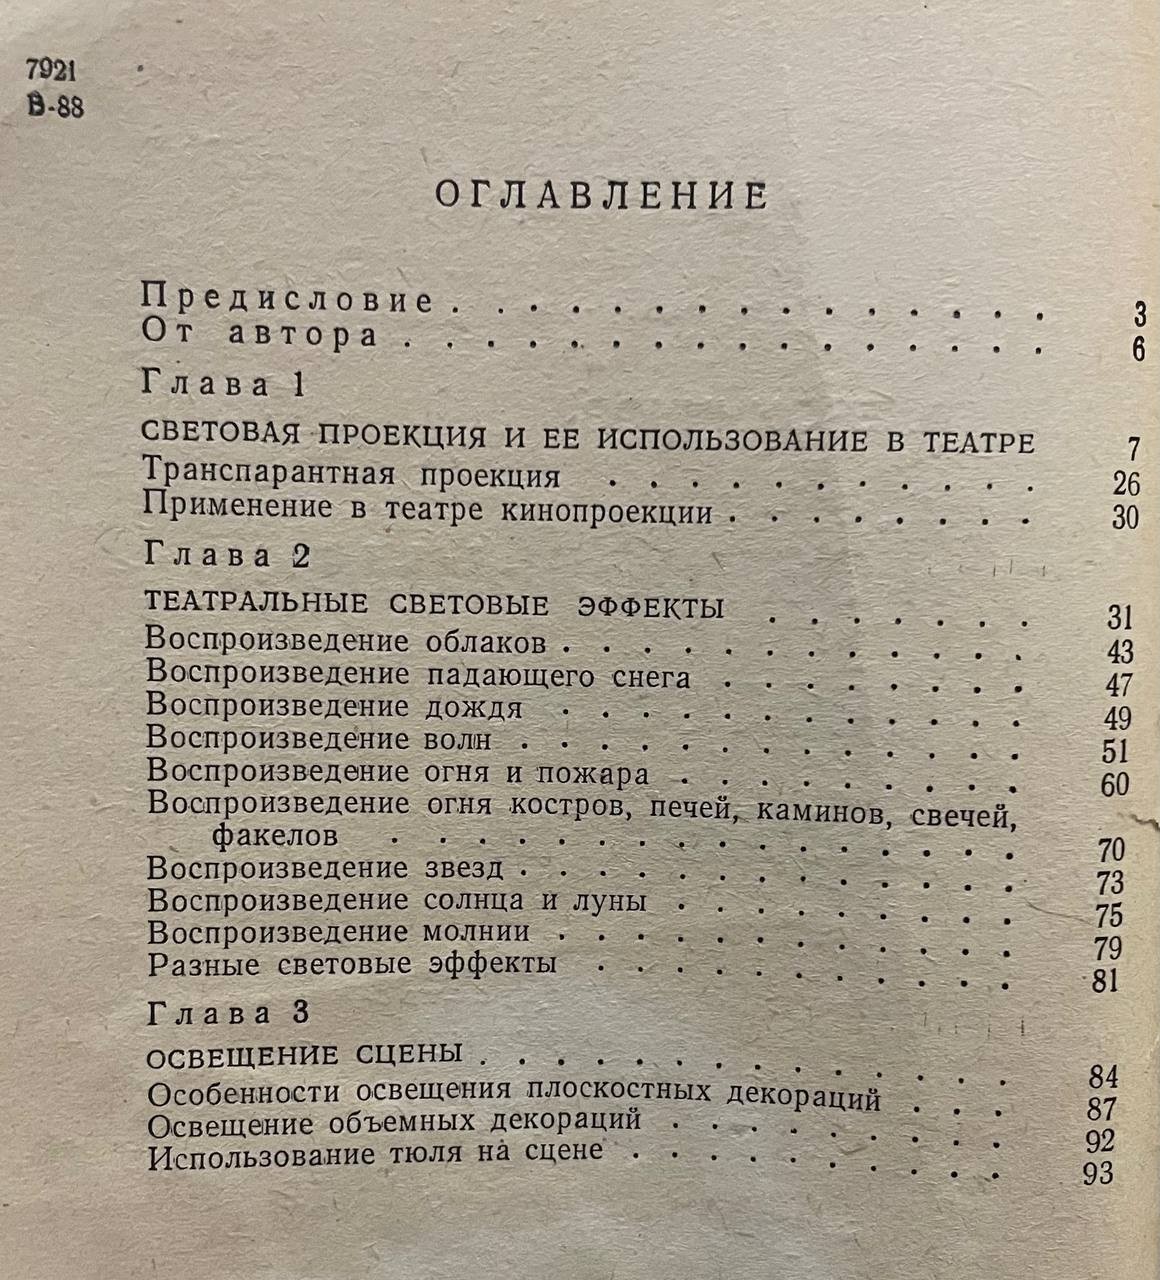 7921
В-88
ОГЛАВЛЕНИЕ
Предисловие . . . . . . . . . . . . . . . 3
От автора . . . . . . . . . . . . . . . . 6
Глава 1
СВЕТОВАЯ ПРОЕКЦИЯ И ЕЕ ИСПОЛЬЗОВАНИЕ В ТЕАТРЕ 7
Транспарантная проекция . . . . . . . . . . . 26
Применение в театре кинопроекции . . . . . . . . 30
Глава 2
ТЕАТРАЛЬНЫЕ СВЕТОВЫЕ ЭФФЕКТЫ . . . . . . . 31
Воспроизведение облаков . . . . . . . . . . . . 43
Воспроизведение падающего снега . . . . . . . . 47
Воспроизведение дождя . . . . . . . . . . . . 49
Воспроизведение волн . . . . . . . . . . . . . 51
Воспроизведение огня и пожара . . . . . . . . . 60
Воспроизведение огня костров, печей, каминов, свечей,
факелов . . . . . . . . . . . . . . . . 70
Воспроизведение звезд . . . . . . . . . . . . . 73
Воспроизведение солнца и луны . . . . . . . . . 75
Воспроизведение молнии . . . . . . . . . . . . 79
Разные световые эффекты . . . . . . . . . . . 81
Глава 3
ОСВЕЩЕНИЕ СЦЕНЫ . . . . . . . . . . . . . . 84
Особенности освещения плоскостных декораций . . . 87
Освещение объемных декораций . . . . . . . . . 92
Использование тюля на сцене . . . . . . . . . . 93